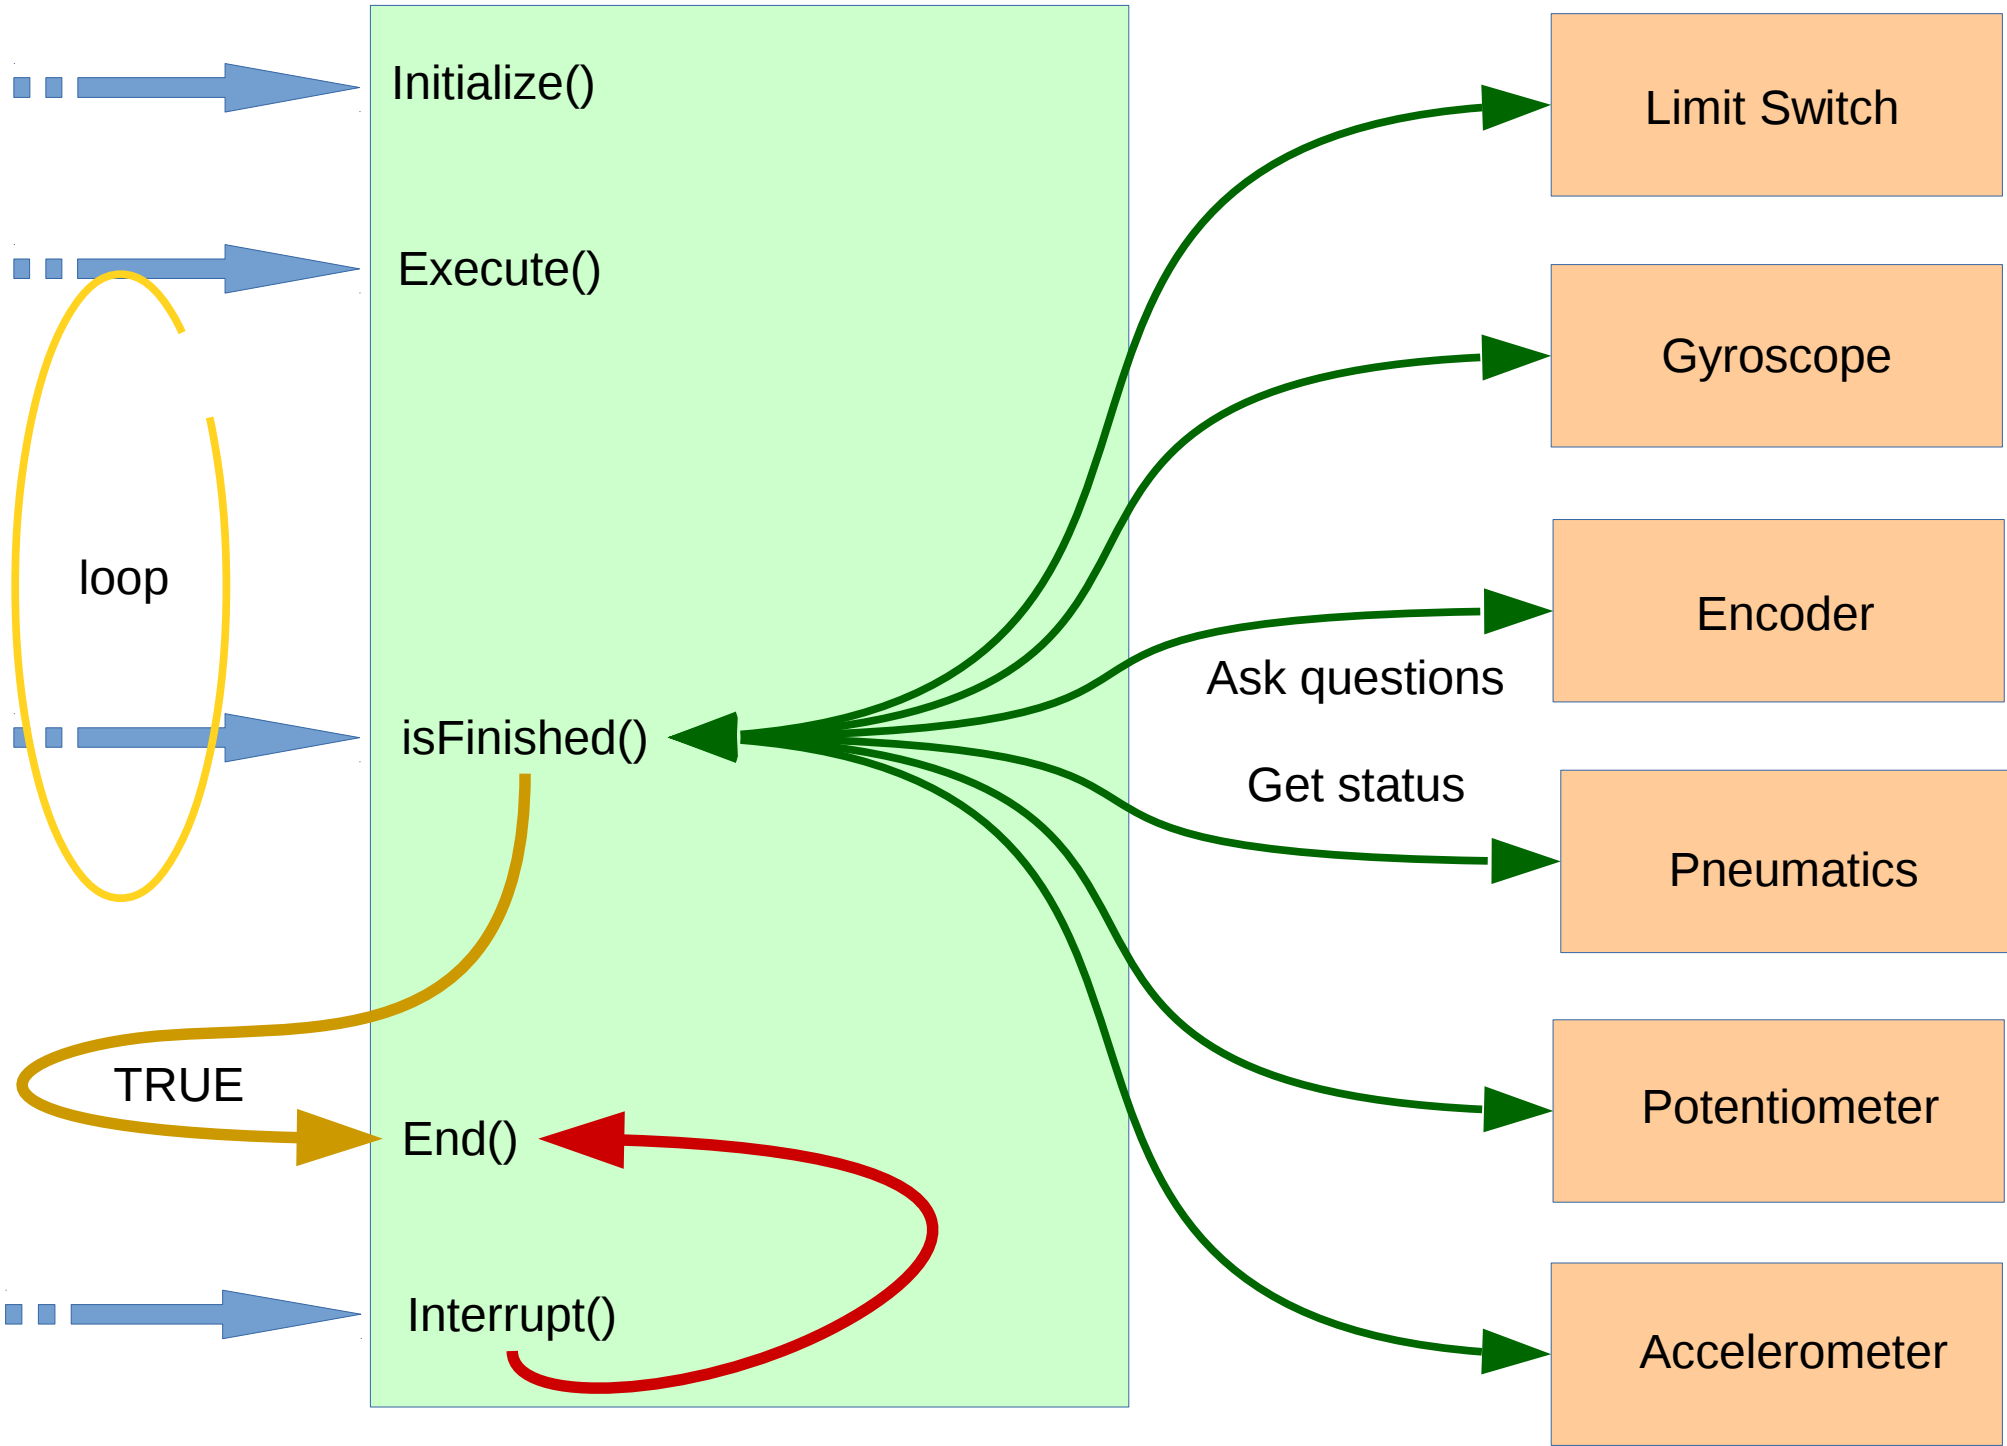 Initialize()
Execute()
loop
isFinished()
TRUE
End()
Interrupt()
Ask questions
Get status
Limit Switch
Gyroscope
Encoder
Pneumatics
Potentiometer
Accelerometer